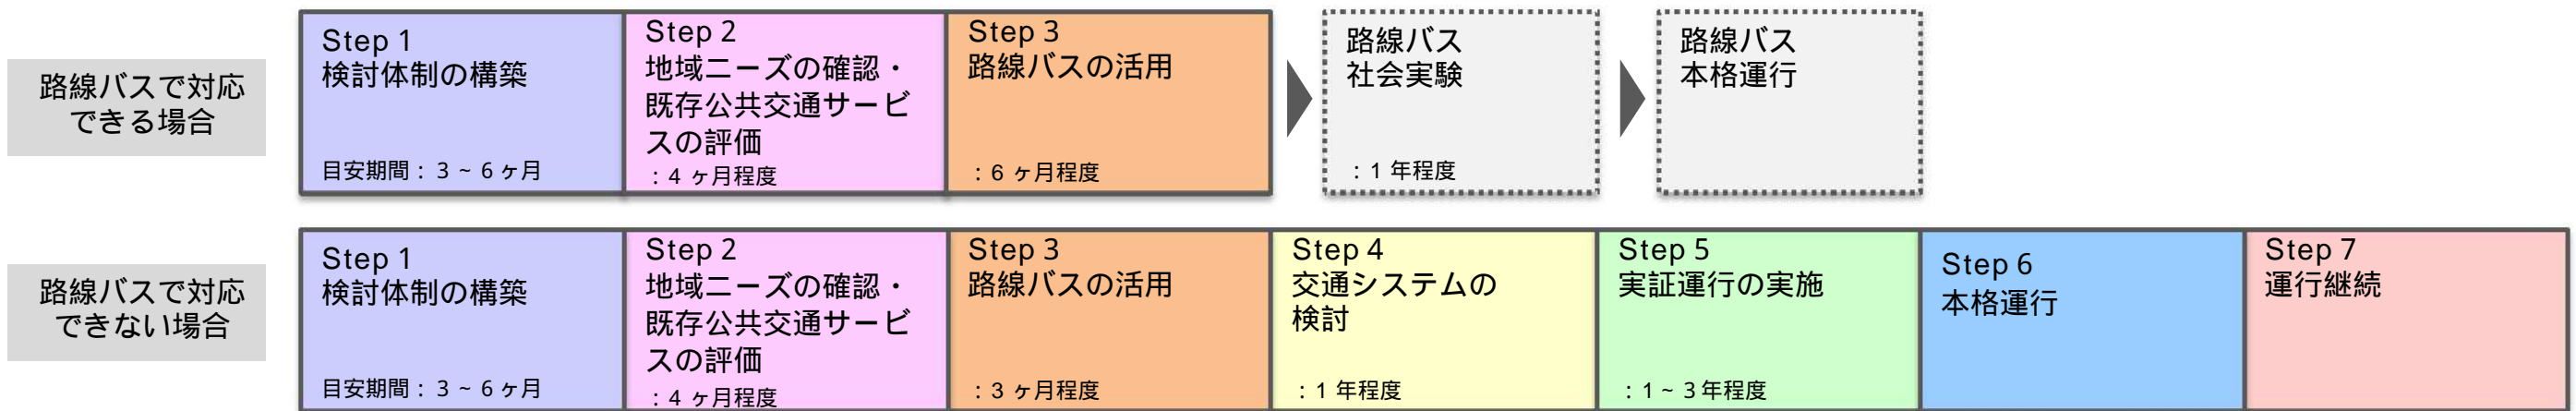 路線バスで対応
できる場合
Step 1
検討体制の構築
目安期間：3～6ヶ月
Step 2
地域ニーズの確認・
既存公共交通サービ
スの評価
：4ヶ月程度
Step 3
路線バスの活用
：6ヶ月程度
路線バス
社会実験
：1年程度
路線バス
本格運行
路線バスで対応
できない場合
Step 1
検討体制の構築
目安期間：3～6ヶ月
Step 2
地域ニーズの確認・
既存公共交通サービ
スの評価
：4ヶ月程度
Step 3
路線バスの活用
：3ヶ月程度
Step 4
交通システムの
検討
：1年程度
Step 5
実証運行の実施
：1～3年程度
Step 6
本格運行
Step 7
運行継続